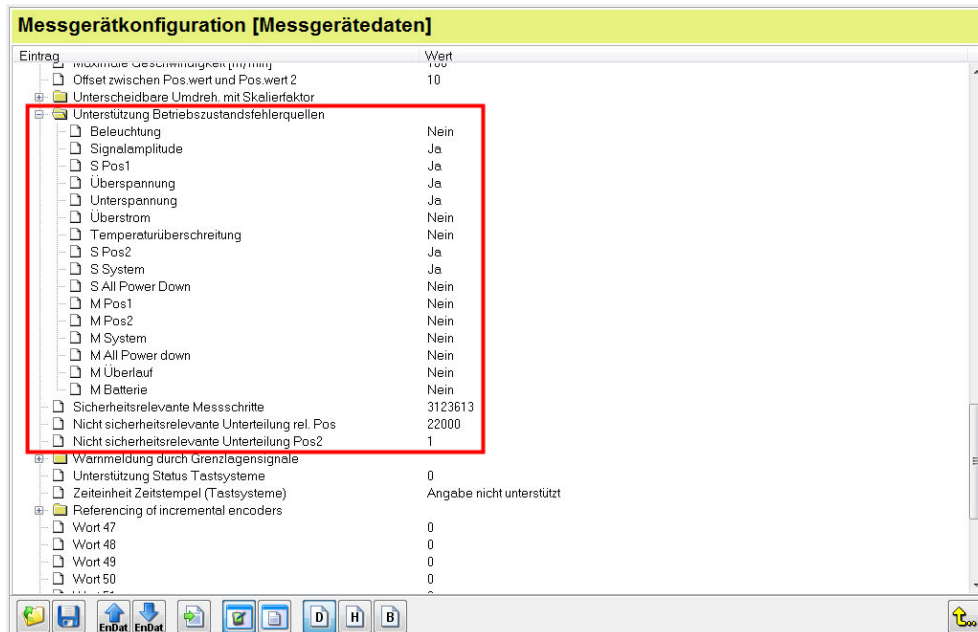 Messgerätkonfiguration [Messgerätedaten]
Eintrag Wert
Maximale Geschwindigkeit [m/min]
Offset zwischen Pos.wert und Pos.wert 2 10
Unterscheidbare Umdreh. mit Skalierfaktor
Unterstützung Betriebszustandsfehlerquellen
Beleuchtung Nein
Signalamplitude Ja
S Pos1 Ja
Überspannung Ja
Unterspannung Ja
Überstrom Nein
Temperaturüberschreitung Nein
S Pos2 Ja
S System Ja
S All Power Down Nein
M Pos1 Nein
M Pos2 Nein
M System Nein
M All Power down Nein
M Überlauf Nein
M Batterie Nein
Sicherheitsrelevante Messschritte 3123613
Nicht sicherheitsrelevante Unterteilung rel. Pos 22000
Nicht sicherheitsrelevante Unterteilung Pos2 1
Warnmeldung durch Grenzlagensignale
Unterstützung Status Tastsysteme 0
Zeiteinheit Zeitstempel (Tastsysteme) Angabe nicht unterstützt
Referencing of incremental encoders
Wort 47 0
Wort 48 0
Wort 49 0
Wort 50 0
EnDat EnDat D H B